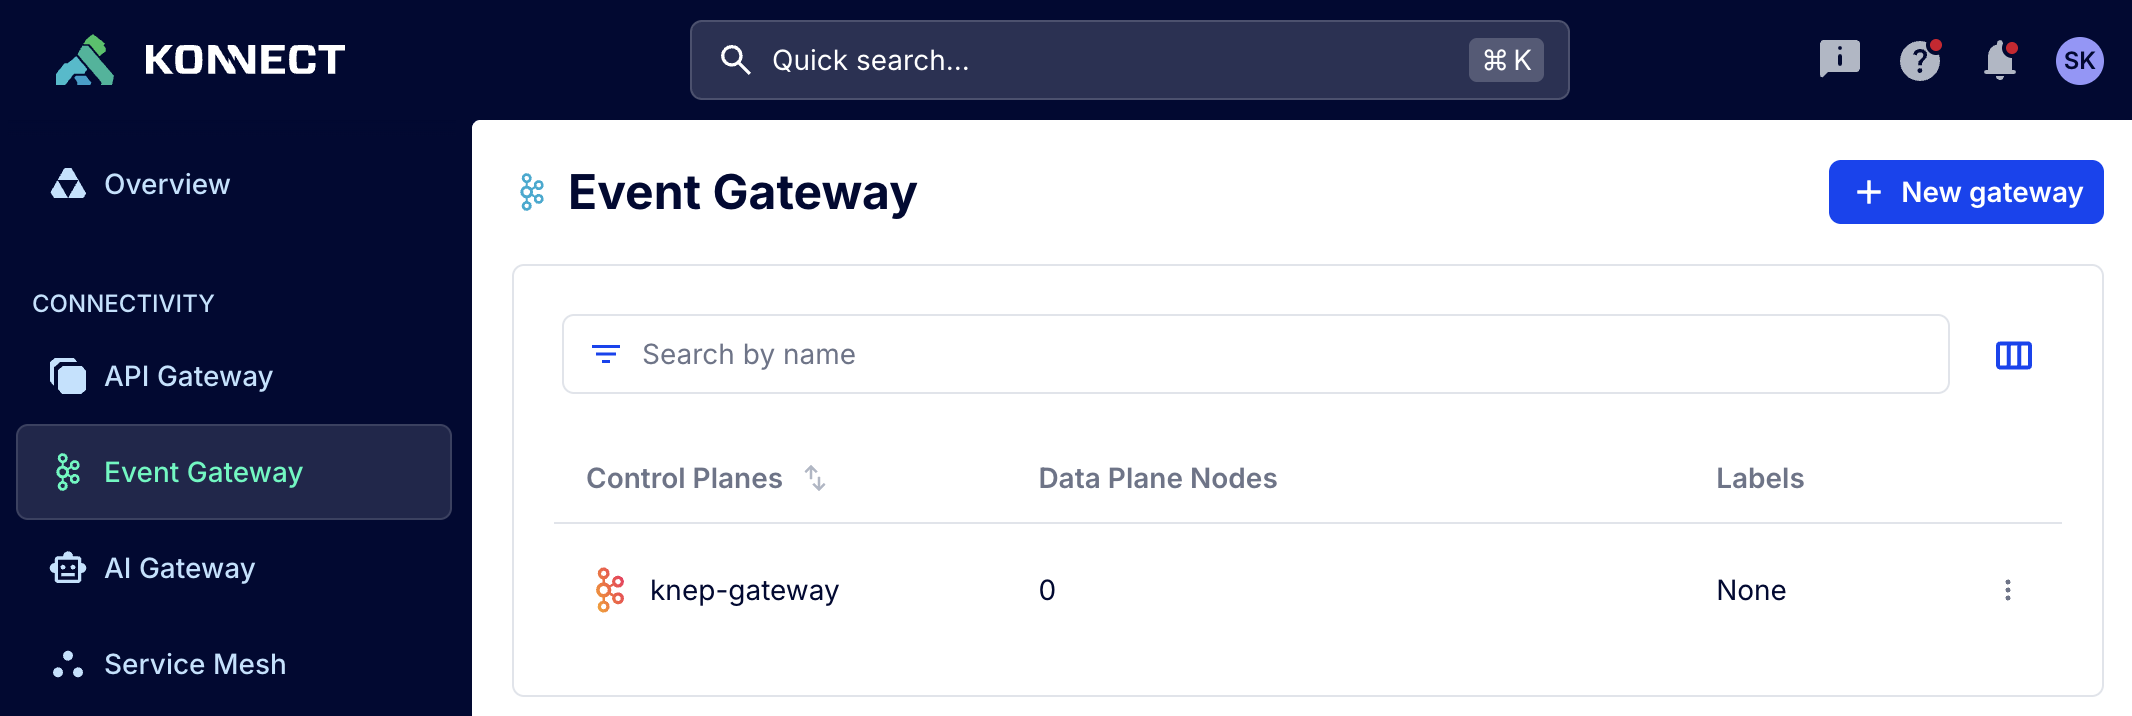 KONNECT
Quick search...
⌘ K
SK
Overview
CONNECTIVITY
API Gateway
Event Gateway
AI Gateway
Service Mesh
Event Gateway
+ New gateway
Search by name
Control Planes Data Plane Nodes Labels
knep-gateway 0 None